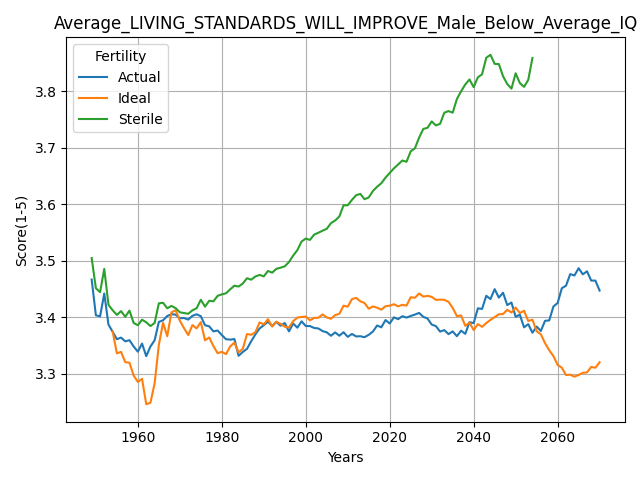 Average_LIVING_STANDARDS_WILL_IMPROVE_Male_Below_Average_IQ
Fertility
Actual
Ideal
Sterile
Score(1-5)
3.8
3.7
3.6
3.5
3.4
3.3
1960 1980 2000 2020 2040 2060
Years